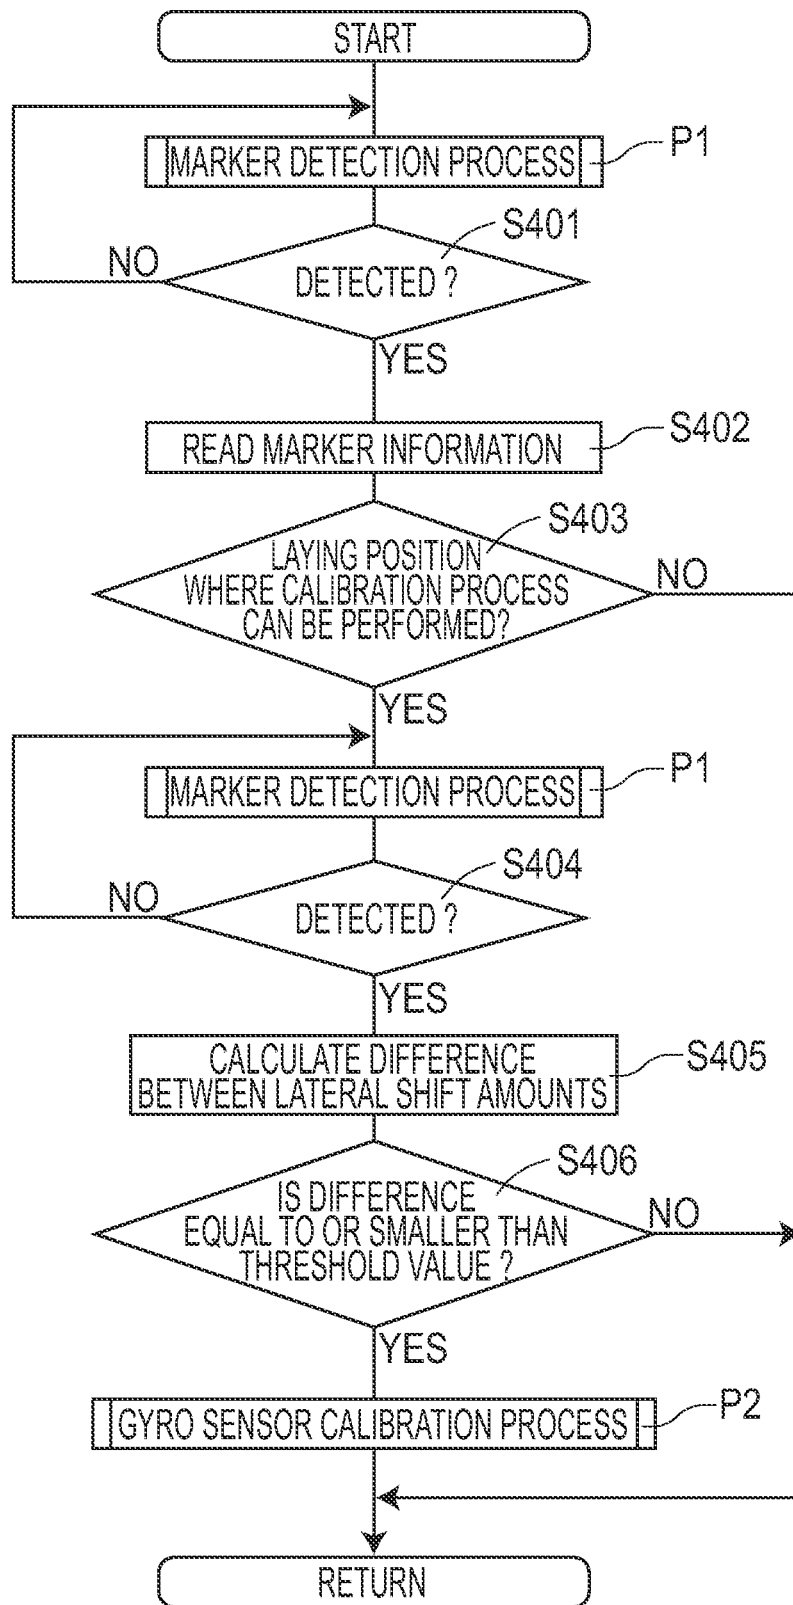 START
MARKER DETECTION PROCESS
P1
S401
NO
DETECTED ?
YES
READ MARKER INFORMATION
S402
S403
LAYING POSITION
WHERE CALIBRATION PROCESS
CAN BE PERFORMED?
NO
YES
MARKER DETECTION PROCESS
P1
S404
NO
DETECTED ?
YES
CALCULATE DIFFERENCE
BETWEEN LATERAL SHIFT AMOUNTS
S405
S406
IS DIFFERENCE
EQUAL TO OR SMALLER THAN
THRESHOLD VALUE ?
NO
YES
GYRO SENSOR CALIBRATION PROCESS
P2
RETURN